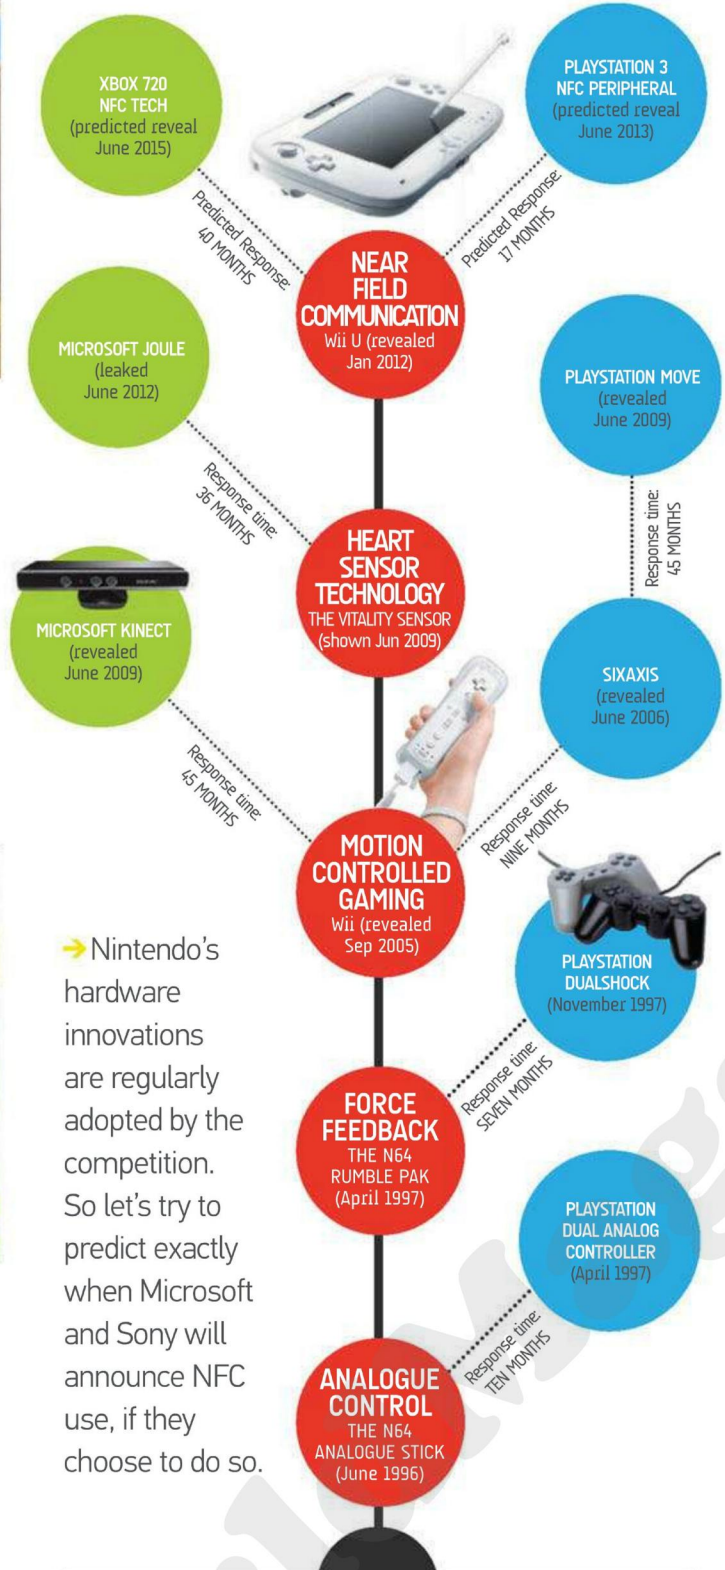 XBOX 720
NFC TECH
(predicted reveal
June 2015)
PLAYSTATION 3
NFC PERIPHERAL
(predicted reveal
June 2013)
Predicted Response:
40 MONTHS
Predicted Response:
17 MONTHS
NEAR
FIELD
COMMUNICATION
Wii U (revealed
Jan 2012)
MICROSOFT JOULE
(leaked
June 2012)
PLAYSTATION MOVE
(revealed
June 2009)
Response time:
36 MONTHS
Response time:
45 MONTHS
HEART
SENSOR
TECHNOLOGY
THE VITALITY SENSOR
(shown Jun 2009)
MICROSOFT KINECT
(revealed
June 2009)
SIXAXIS
(revealed
June 2006)
Response time:
45 MONTHS
Response time:
NINE MONTHS
MOTION
CONTROLLED
GAMING
Wii (revealed
Sep 2005)
PLAYSTATION
DUALSHOCK
(November 1997)
Response time:
SEVEN MONTHS
FORCE
FEEDBACK
THE N64
RUMBLE PAK
(April 1997)
PLAYSTATION
DUAL ANALOG
CONTROLLER
(April 1997)
Response time:
TEN MONTHS
ANALOGUE
CONTROL
THE N64
ANALOGUE STICK
(June 1996)
→ Nintendo's
hardware
innovations
are regularly
adopted by the
competition.
So let's try to
predict exactly
when Microsoft
and Sony will
announce NFC
use, if they
choose to do so.